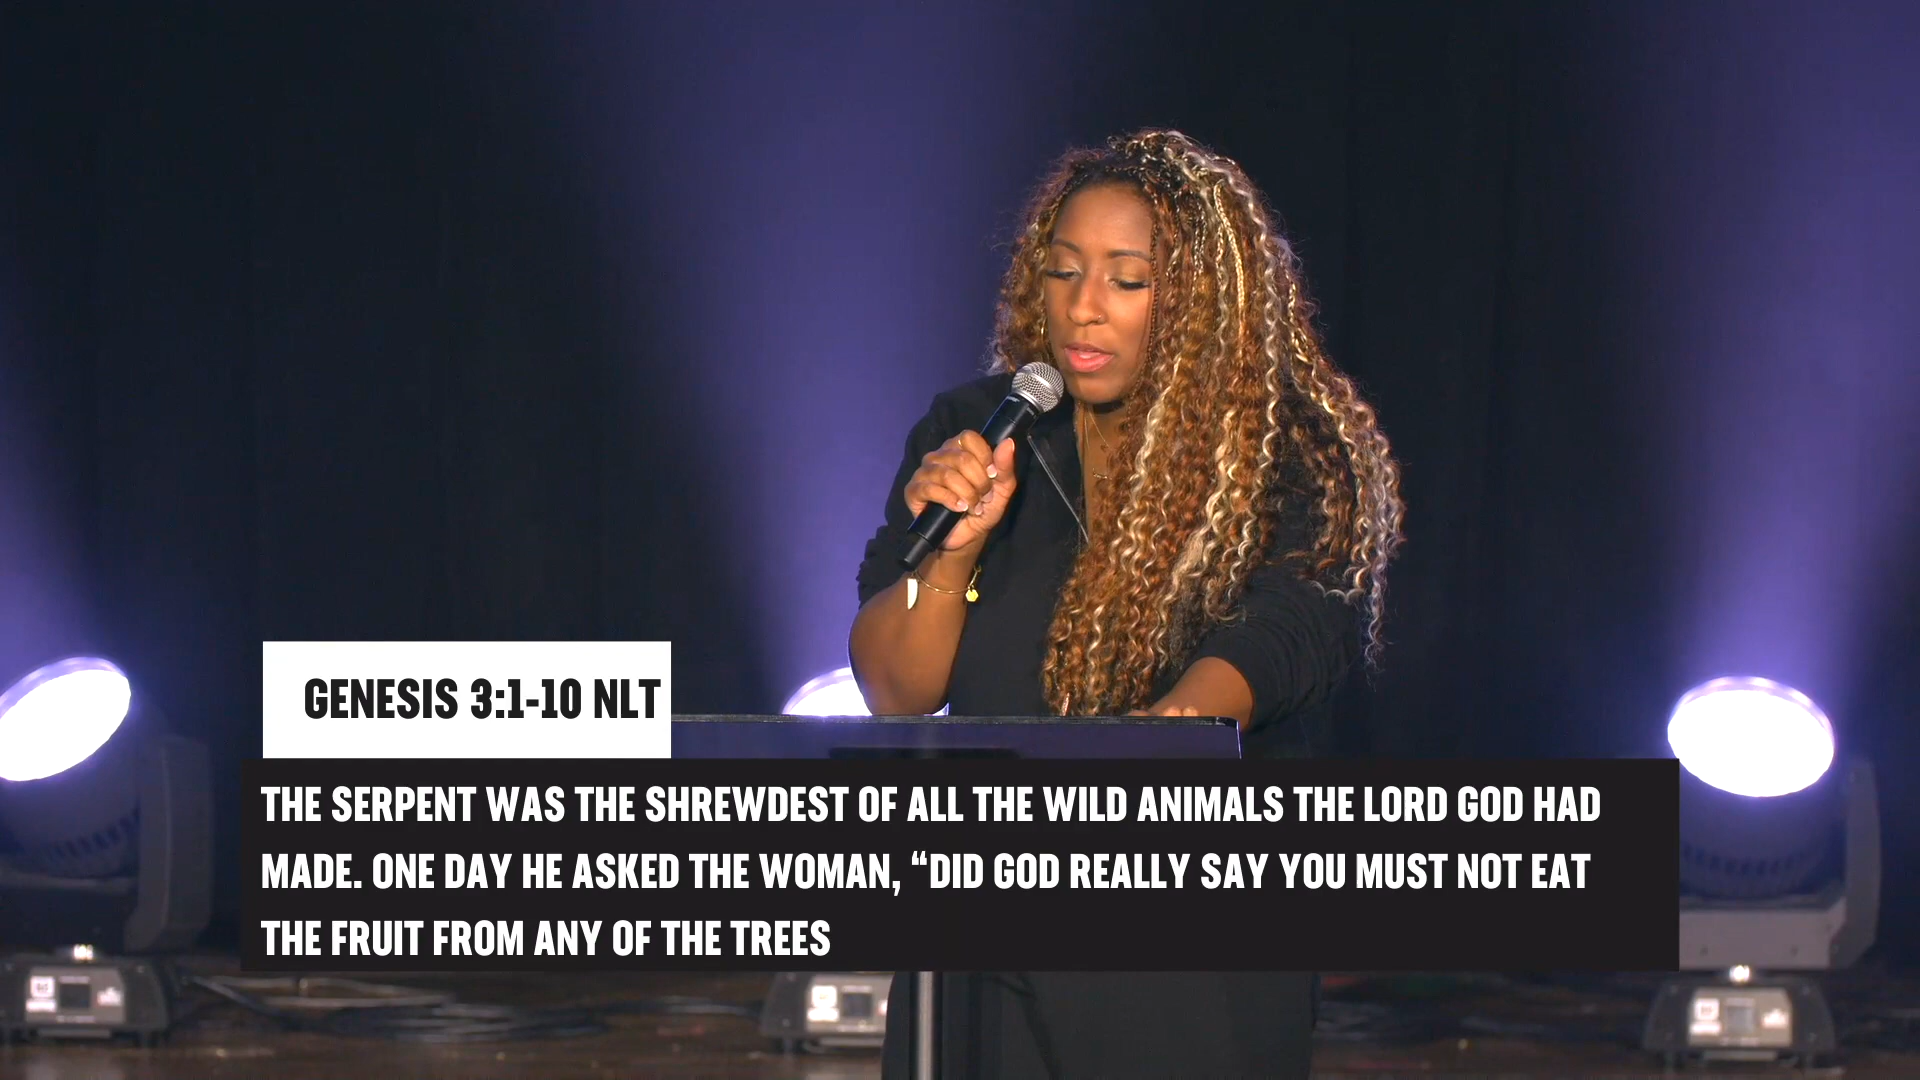 GENESIS 3:1-10 NLT
THE SERPENT WAS THE SHREWDEST OF ALL THE WILD ANIMALS THE LORD GOD HAD
MADE. ONE DAY HE ASKED THE WOMAN, “DID GOD REALLY SAY YOU MUST NOT EAT
THE FRUIT FROM ANY OF THE TREES